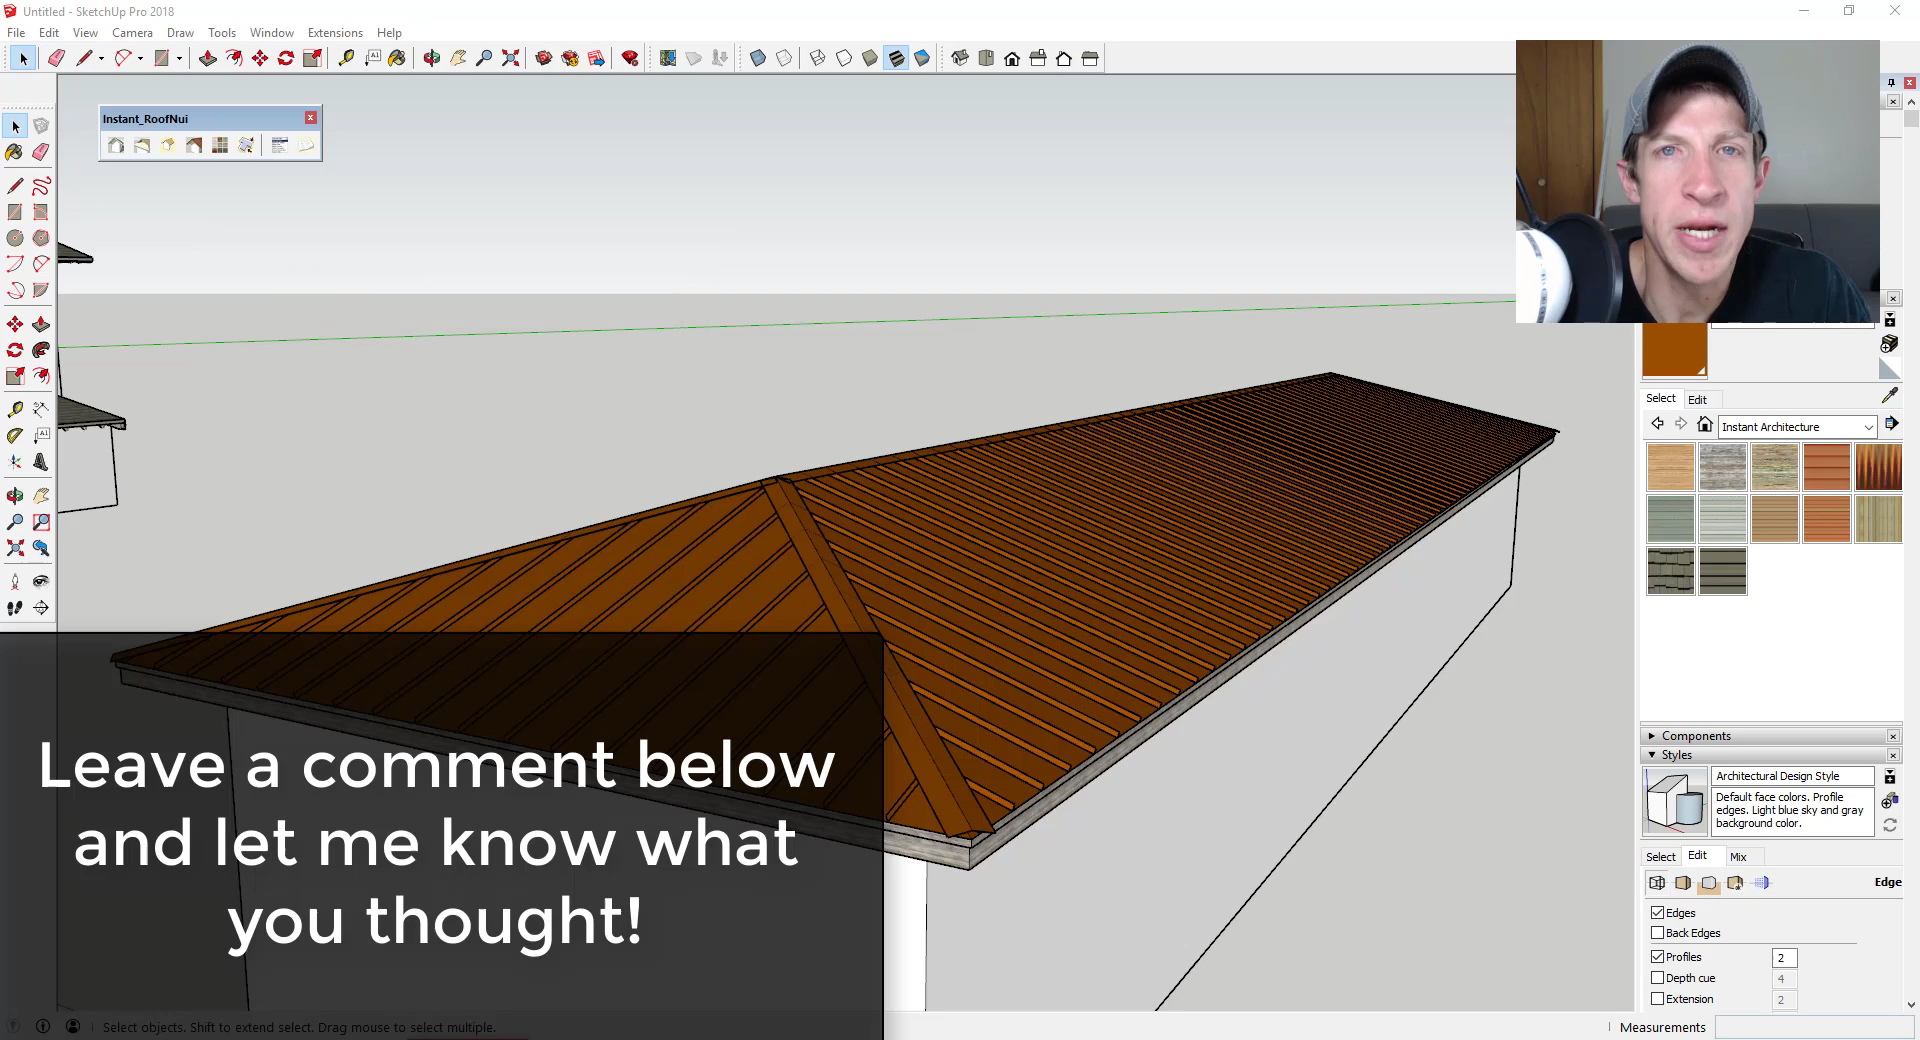 Untitled - SketchUp Pro 2018
File Edit View Camera Draw Tools Window Extensions Help
Instant_RoofNui
Select Edit
Instant Architecture
Components
Styles
Architectural Design Style
Default face colors. Profile
edges. Light blue sky and gray
background color.
Select Edit Mix
Edge
Edges
Back Edges
Profiles 2
Depth cue 4
Extension 2
Leave a comment below
and let me know what
you thought!
Select objects. Shift to extend select. Drag mouse to select multiple.
Measurements